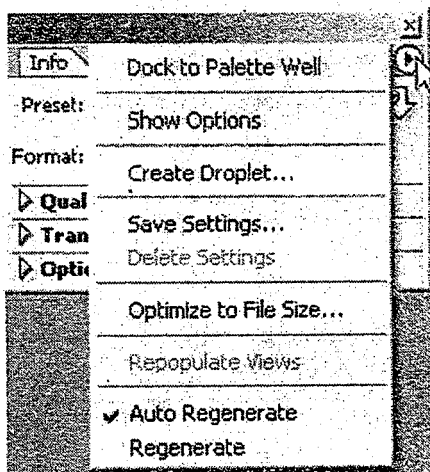 Info
Preset:
Format:
Qual
Tran
Optic
Dock to Palette Well
Show Options
Create Droplet...
Save Settings...
Delete Settings
Optimize to File Size...
Repopulate Views
Auto Regenerate
Regenerate